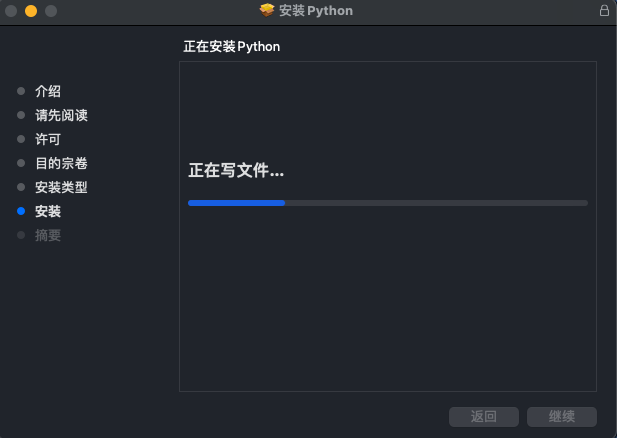 安装 Python
正在安装 Python
介绍
请先阅读
许可
目的宗卷
安装类型
安装
摘要
正在写文件...
返回
继续